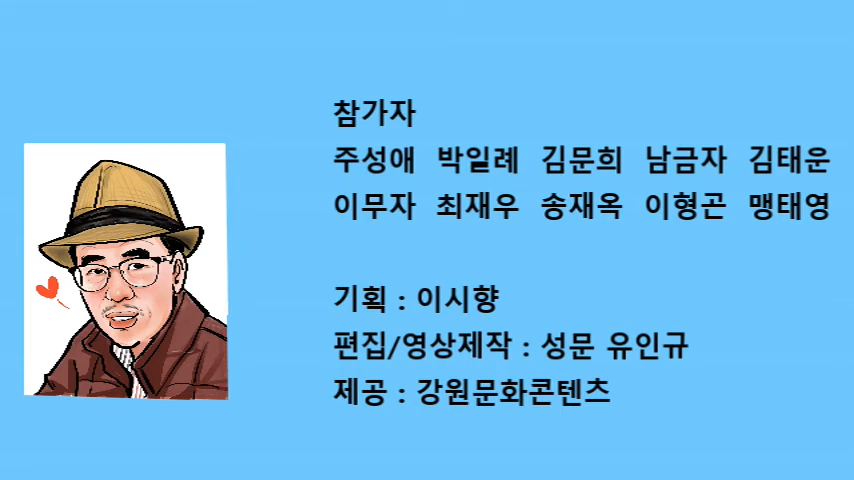 참가자
주성애 박일례 김문희 남금자 김태운
이무자 최재우 송재옥 이형곤 맹태영
기획 : 이시향
편집/영상제작 : 성문 유인규
제공 : 강원문화콘텐츠